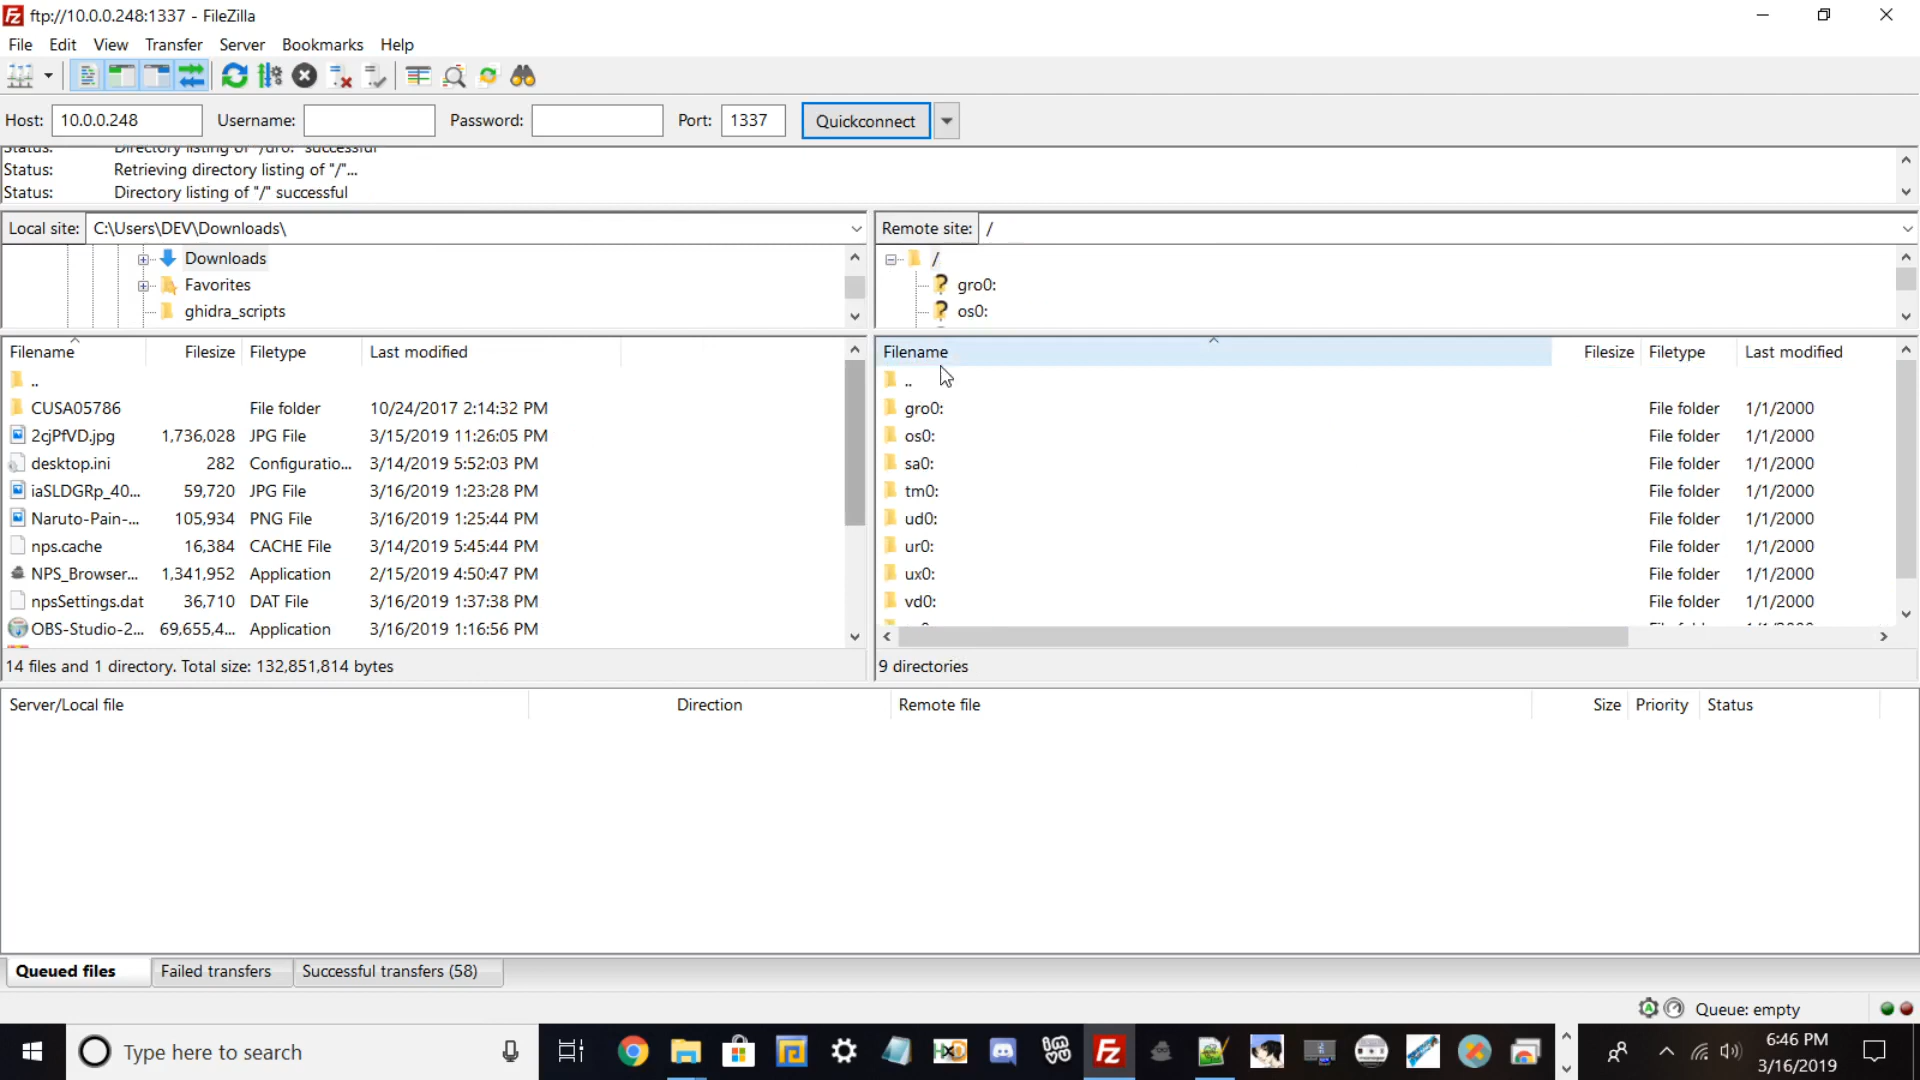 ftp://10.0.0.248:1337 - FileZilla
File Edit View Transfer Server Bookmarks Help
Host: 10.0.0.248 Username: Password: Port: 1337 Quickconnect
Status: Directory listing of "/gro0:" successful
Status: Retrieving directory listing of "/"...
Status: Directory listing of "/" successful
Local site: C:\Users\DEV\Downloads\
Downloads
Favorites
ghidra_scripts
Remote site: /
/
gro0:
os0:
Filename Filesize Filetype Last modified
..
CUSA05786 File folder 10/24/2017 2:14:32 PM
2cjPfVD.jpg 1,736,028 JPG File 3/15/2019 11:26:05 PM
desktop.ini 282 Configuratio... 3/14/2019 5:52:03 PM
iaSLDGRp_40... 59,720 JPG File 3/16/2019 1:23:28 PM
Naruto-Pain-... 105,934 PNG File 3/16/2019 1:25:44 PM
nps.cache 16,384 CACHE File 3/14/2019 5:45:44 PM
NPS_Browser... 1,341,952 Application 2/15/2019 4:50:47 PM
npsSettings.dat 36,710 DAT File 3/16/2019 1:37:38 PM
OBS-Studio-2... 69,655,4... Application 3/16/2019 1:16:56 PM
14 files and 1 directory. Total size: 132,851,814 bytes
Filename Filesize Filetype Last modified
..
gro0: File folder 1/1/2000
os0: File folder 1/1/2000
sa0: File folder 1/1/2000
tm0: File folder 1/1/2000
ud0: File folder 1/1/2000
ur0: File folder 1/1/2000
ux0: File folder 1/1/2000
vd0: File folder 1/1/2000
9 directories
Server/Local file Direction Remote file Size Priority Status
Queued files Failed transfers Successful transfers (58)
Queue: empty
Type here to search
6:46 PM
3/16/2019